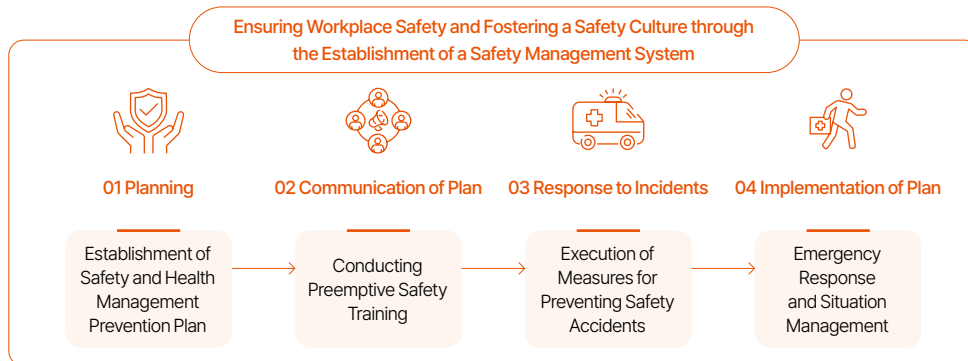 Ensuring Workplace Safety and Fostering a Safety Culture through
the Establishment of a Safety Management System
01 Planning
02 Communication of Plan
03 Response to Incidents
04 Implementation of Plan
Establishment of
Safety and Health
Management
Prevention Plan
Conducting
Preemptive Safety
Training
Execution of
Measures for
Preventing Safety
Accidents
Emergency
Response
and Situation
Management